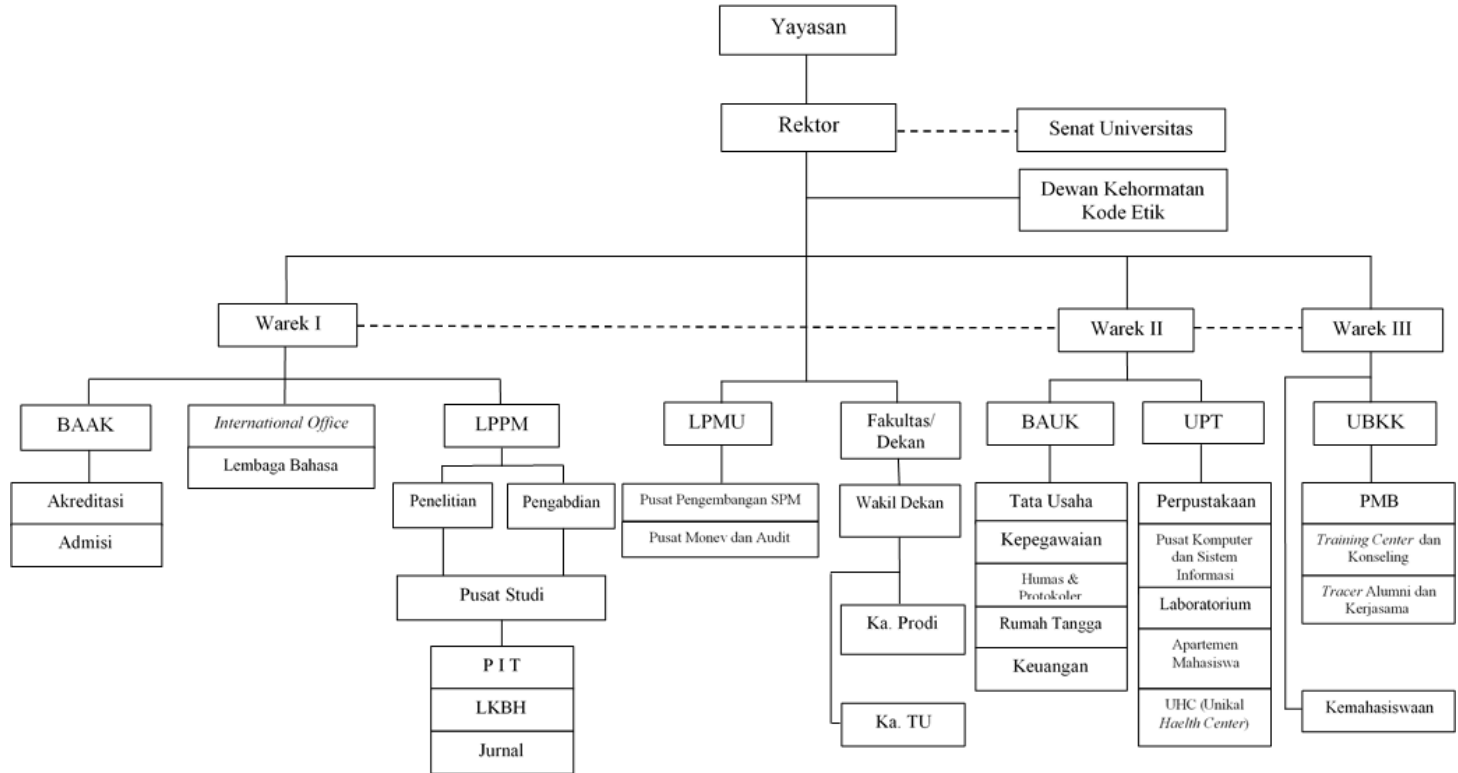 Yayasan
Rektor
Senat Universitas
Dewan Kehormatan
Kode Etik
Warek I
Warek II
Warek III
BAAK
International Office
Lembaga Bahasa
LPPM
LPMU
Fakultas/
Dekan
BAUK
UPT
UBKK
Akreditasi
Admisi
Penelitian
Pengabdian
Pusat Studi
P I T
LKBH
Jurnal
Pusat Pengembangan SPM
Pusat Monev dan Audit
Wakil Dekan
Ka. Prodi
Ka. TU
Tata Usaha
Kepegawaian
Humas &
Protokoler
Rumah Tangga
Keuangan
Perpustakaan
Pusat Komputer
dan Sistem
Informasi
Laboratorium
Apartemen
Mahasiswa
UHC (Unikal
Haelth Center)
PMB
Training Center dan
Konseling
Tracer Alumni dan
Kerjasama
Kemahasiswaan